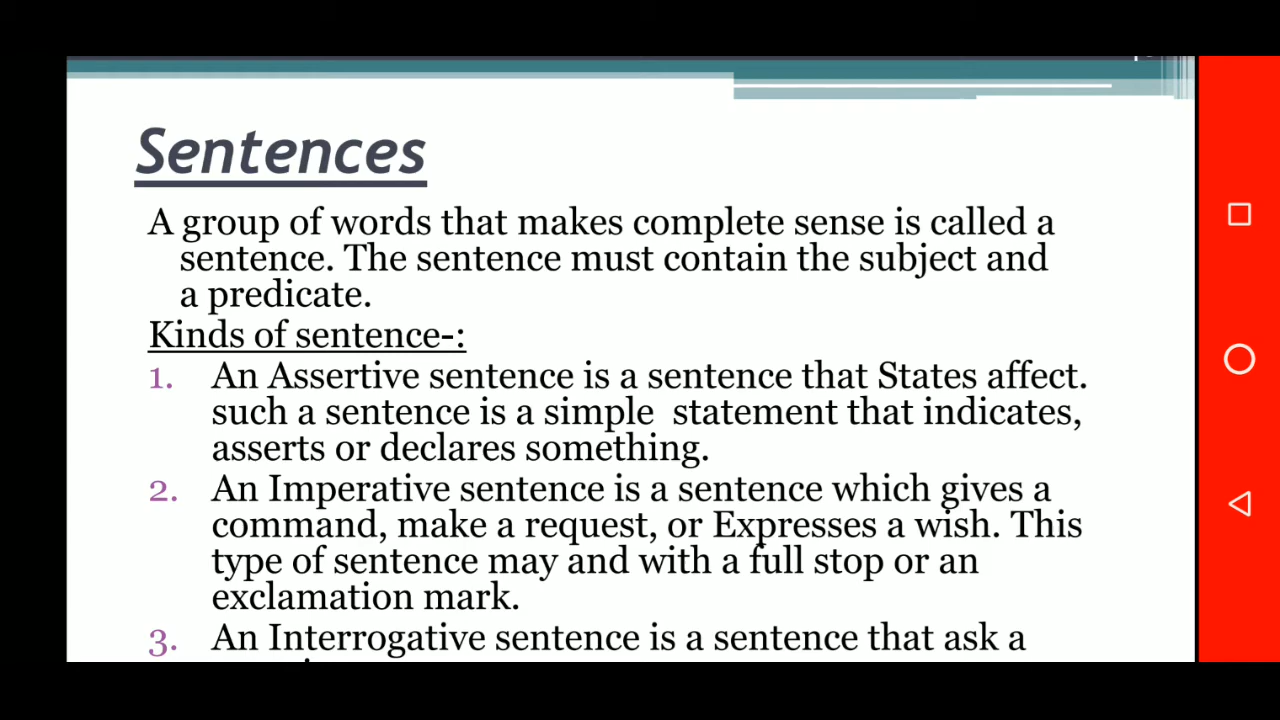 Sentences
A group of words that makes complete sense is called a
sentence. The sentence must contain the subject and
a predicate.
Kinds of sentence-:
1. An Assertive sentence is a sentence that States affect.
such a sentence is a simple statement that indicates,
asserts or declares something.
2. An Imperative sentence is a sentence which gives a
command, make a request, or Expresses a wish. This
type of sentence may and with a full stop or an
exclamation mark.
3. An Interrogative sentence is a sentence that ask a